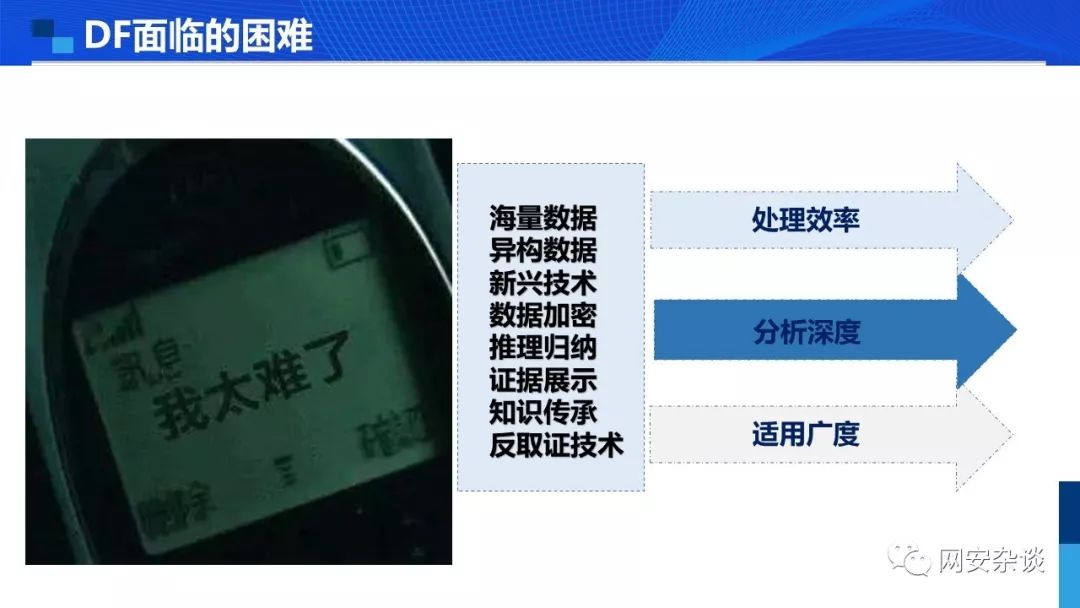 DF面临的困难
訊息
我太难了
海量数据
异构数据
新兴技术
数据加密
推理归纳
证据展示
知识传承
反取证技术
处理效率
分析深度
适用广度
网安杂谈